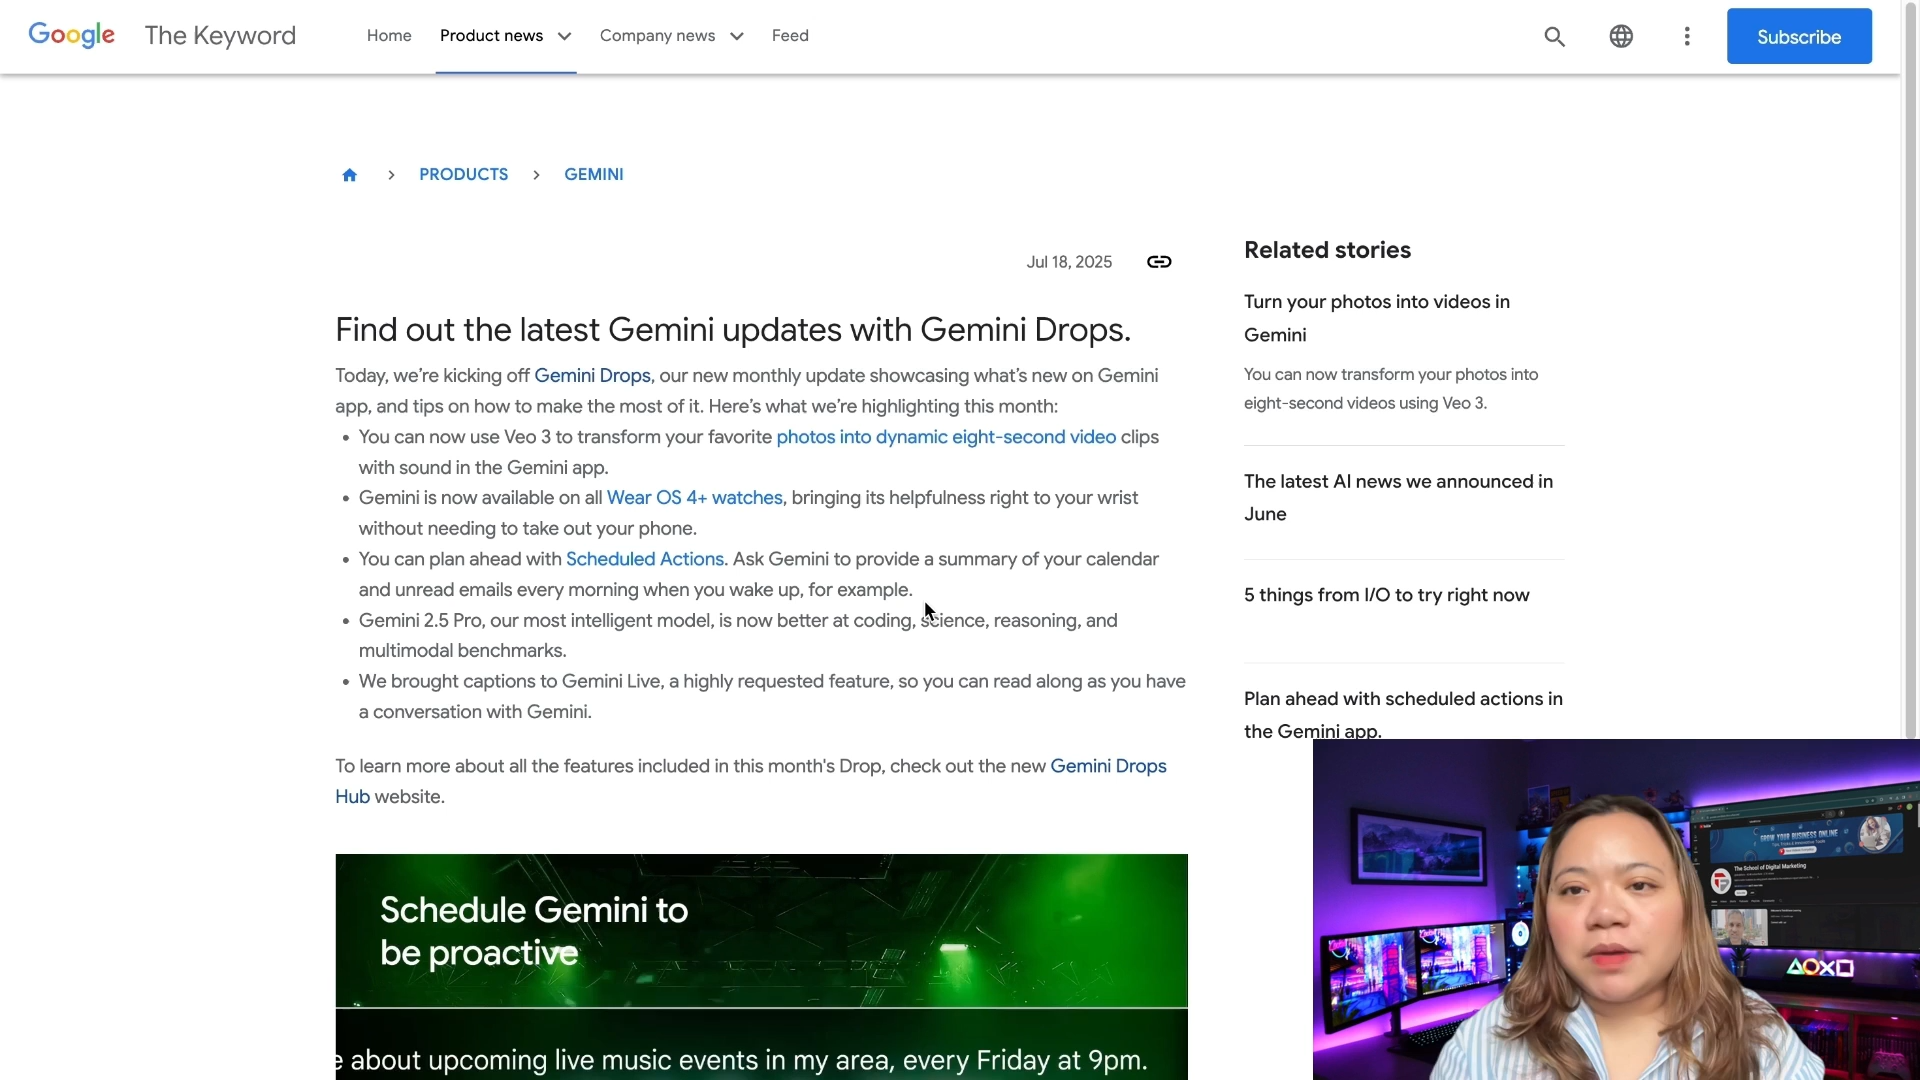 Google The Keyword Home Product news Company news Feed Subscribe
PRODUCTS GEMINI
Jul 18, 2025
Find out the latest Gemini updates with Gemini Drops.
Today, we're kicking off Gemini Drops, our new monthly update showcasing what's new on Gemini
app, and tips on how to make the most of it. Here's what we're highlighting this month:
• You can now use Veo 3 to transform your favorite photos into dynamic eight-second video clips
with sound in the Gemini app.
• Gemini is now available on all Wear OS 4+ watches, bringing its helpfulness right to your wrist
without needing to take out your phone.
• You can plan ahead with Scheduled Actions. Ask Gemini to provide a summary of your calendar
and unread emails every morning when you wake up, for example.
• Gemini 2.5 Pro, our most intelligent model, is now better at coding, science, reasoning, and
multimodal benchmarks.
• We brought captions to Gemini Live, a highly requested feature, so you can read along as you have
a conversation with Gemini.
To learn more about all the features included in this month's Drop, check out the new Gemini Drops
Hub website.
Schedule Gemini to
be proactive
e about upcoming live music events in my area, every Friday at 9pm.
Related stories
Turn your photos into videos in
Gemini
You can now transform your photos into
eight-second videos using Veo 3.
The latest AI news we announced in
June
5 things from I/O to try right now
Plan ahead with scheduled actions in
the Gemini app.
GROW YOUR BUSINESS ONLINE
The School of Digital Marketing